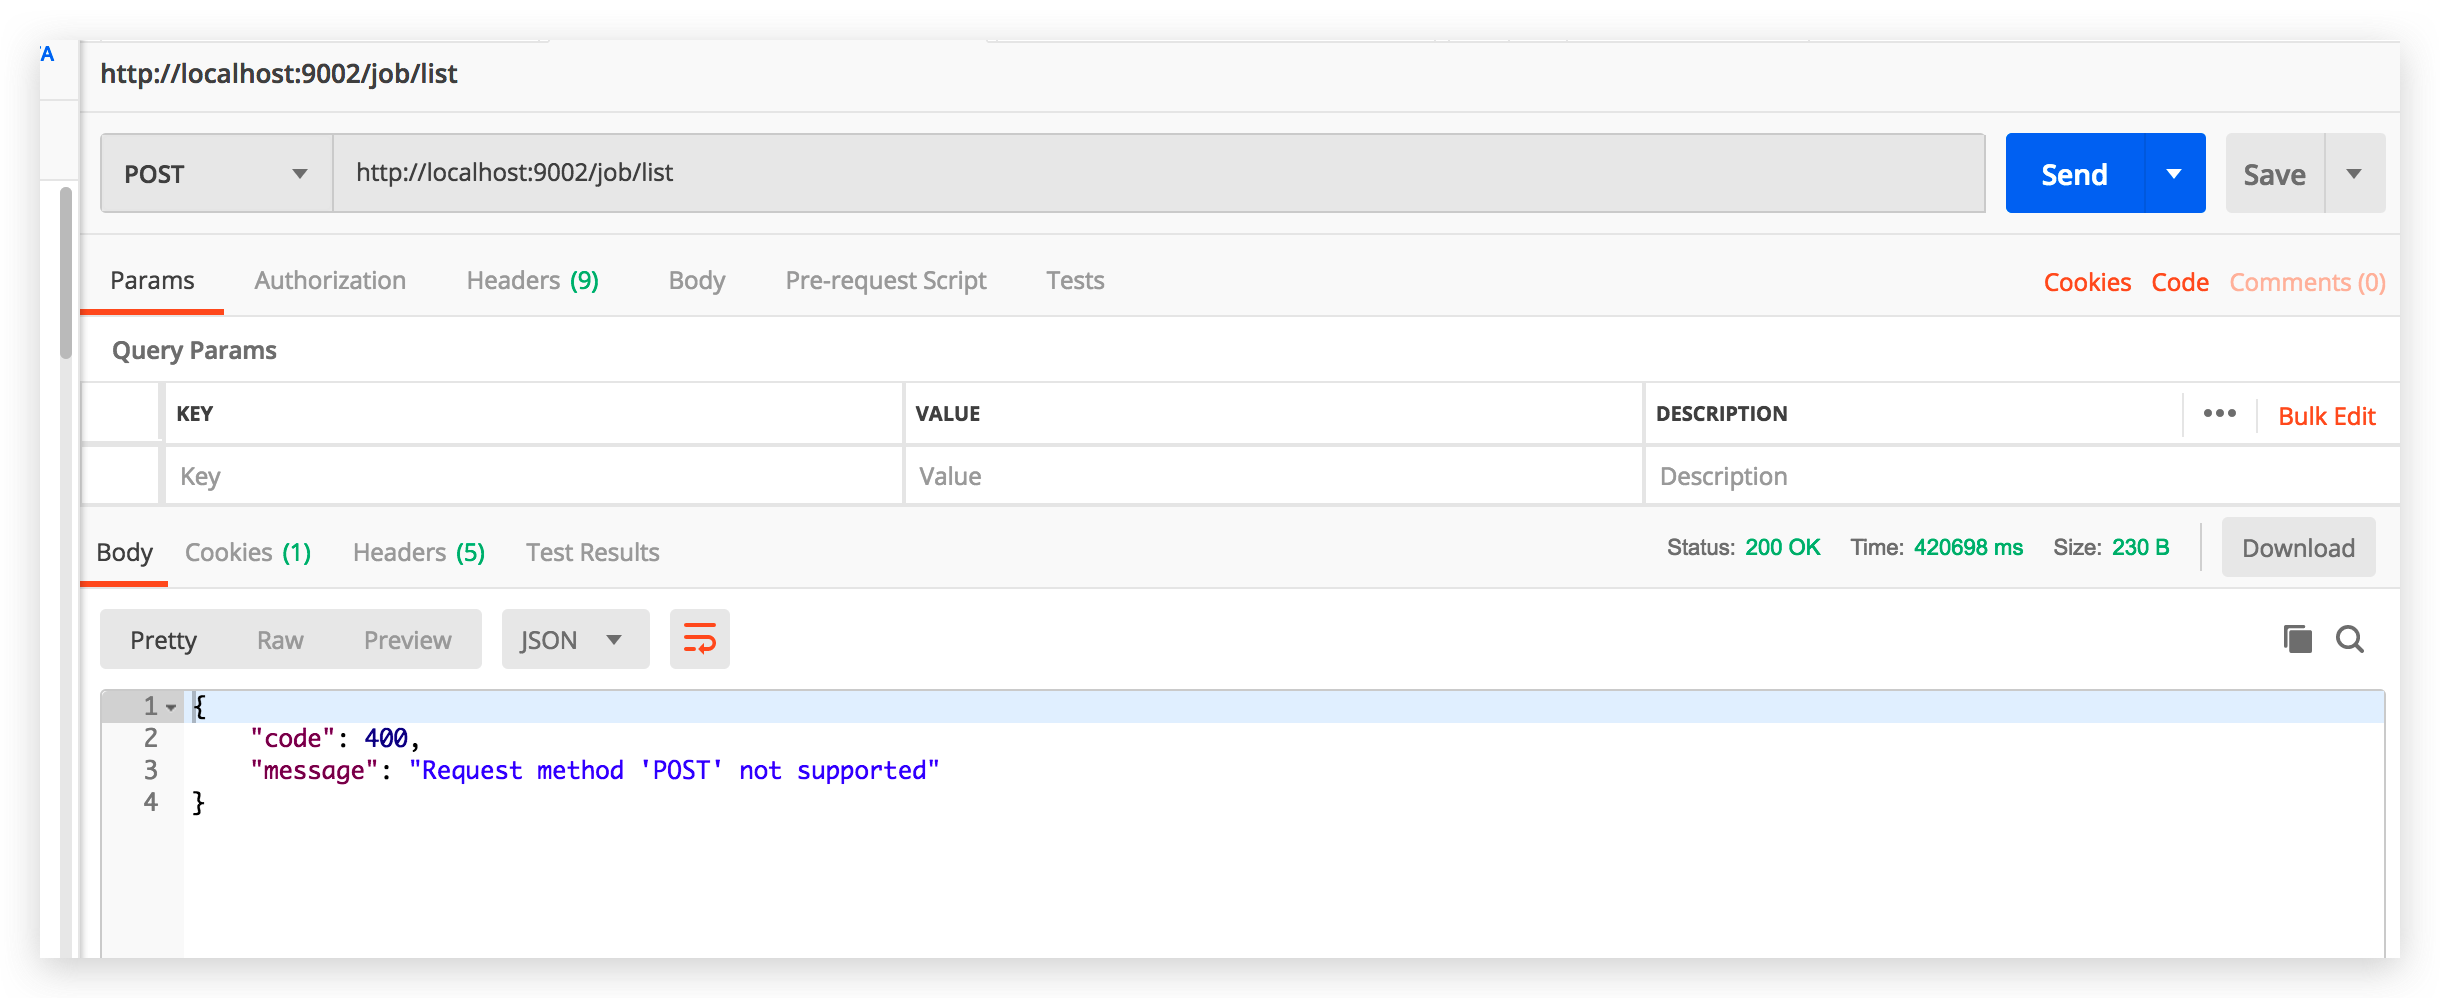 http://localhost:9002/job/list
POST http://localhost:9002/job/list Send Save
Params Authorization Headers (9) Body Pre-request Script Tests Cookies Code Comments (0)
Query Params
KEY VALUE DESCRIPTION ••• Bulk Edit
Key Value Description
Body Cookies (1) Headers (5) Test Results Status: 200 OK Time: 420698 ms Size: 230 B Download
Pretty Raw Preview JSON
1 {
2 "code": 400,
3 "message": "Request method 'POST' not supported"
4 }